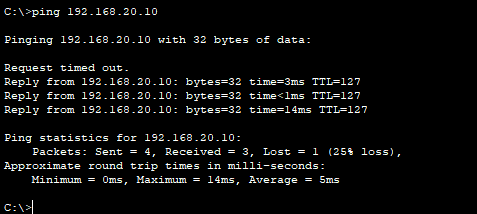 C:\>ping 192.168.20.10
Pinging 192.168.20.10 with 32 bytes of data:
Request timed out.
Reply from 192.168.20.10: bytes=32 time=3ms TTL=127
Reply from 192.168.20.10: bytes=32 time<1ms TTL=127
Reply from 192.168.20.10: bytes=32 time=14ms TTL=127
Ping statistics for 192.168.20.10:
    Packets: Sent = 4, Received = 3, Lost = 1 (25% loss),
Approximate round trip times in milli-seconds:
    Minimum = 0ms, Maximum = 14ms, Average = 5ms
C:\>